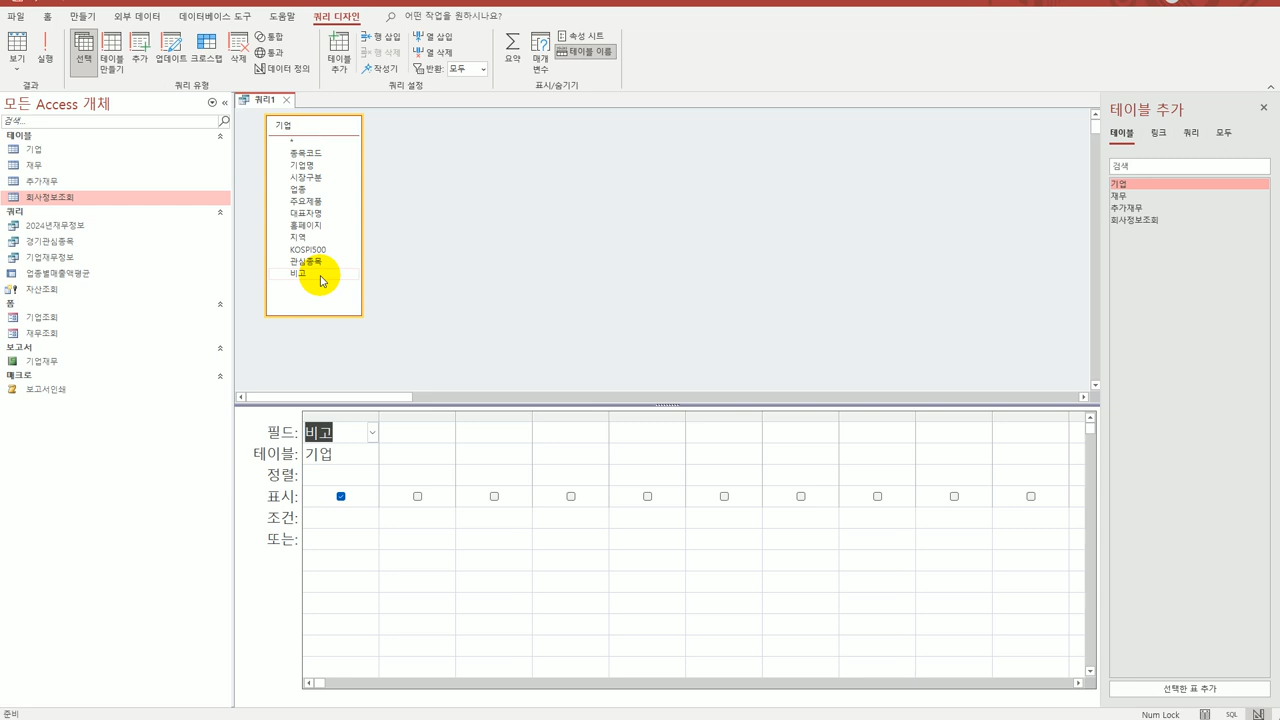 파일 홈 만들기 외부 데이터 데이터베이스 도구 도움말 쿼리 디자인 어떤 작업을 원하시나요?
보기 실행 선택 테이블 만들기 추가 업데이트 크로스탭 삭제 통합 통과 데이터 정의 테이블 추가 행 삽입 행 삭제 작성기 열 삽입 열 삭제 반환: 모두 요약 매개 변수 속성 시트 테이블 이름
결과 쿼리 유형 쿼리 설정 표시/숨기기
모든 Access 개체
검색...
테이블
기업
재무
추가재무
회사정보조회
쿼리
2024년재무정보
경기관심종목
기업재무정보
업종별매출액평균
자산조회
폼
기업조회
재무조회
보고서
기업재무
매크로
보고서인쇄
쿼리1
기업
*
종목코드
기업명
시장구분
업종
주요제품
대표자명
홈페이지
지역
KOSPI500
관심종목
비고
필드: 비고
테이블: 기업
정렬:
표시:
조건:
또는:
테이블 추가
테이블 링크 쿼리 모두
검색
기업
재무
추가재무
회사정보조회
선택한 표 추가
준비
Num Lock
SQL